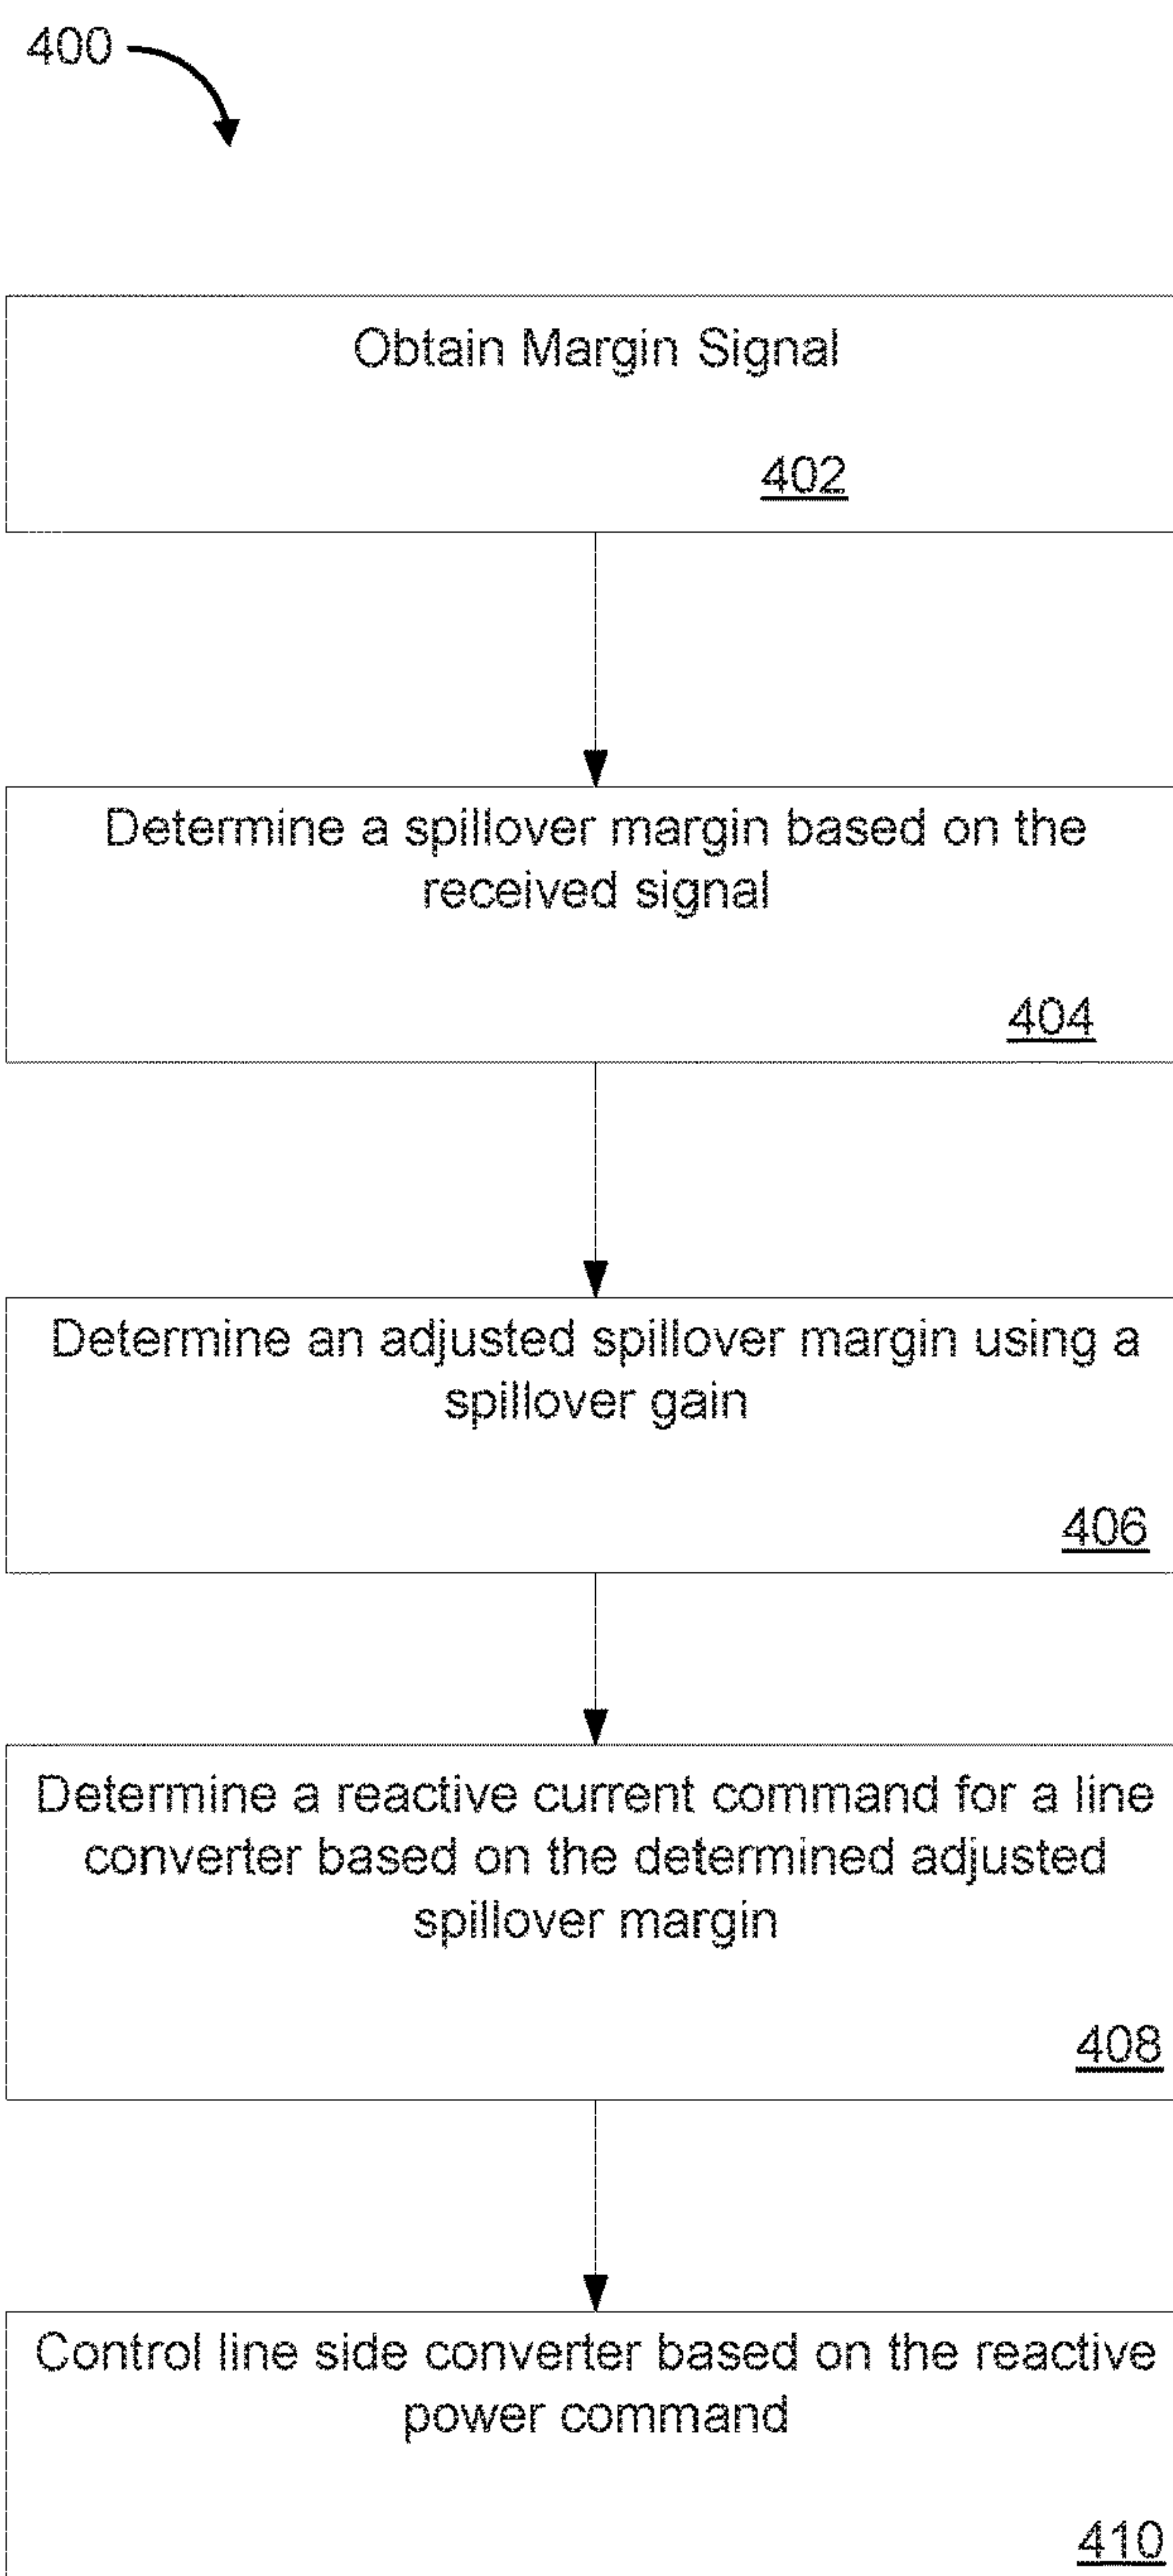 400
Obtain Margin Signal
402
Determine a spillover margin based on the
received signal
404
Determine an adjusted spillover margin using a
spillover gain
406
Determine a reactive current command for a line
converter based on the determined adjusted
spillover margin
408
Control line side converter based on the reactive
power command
410